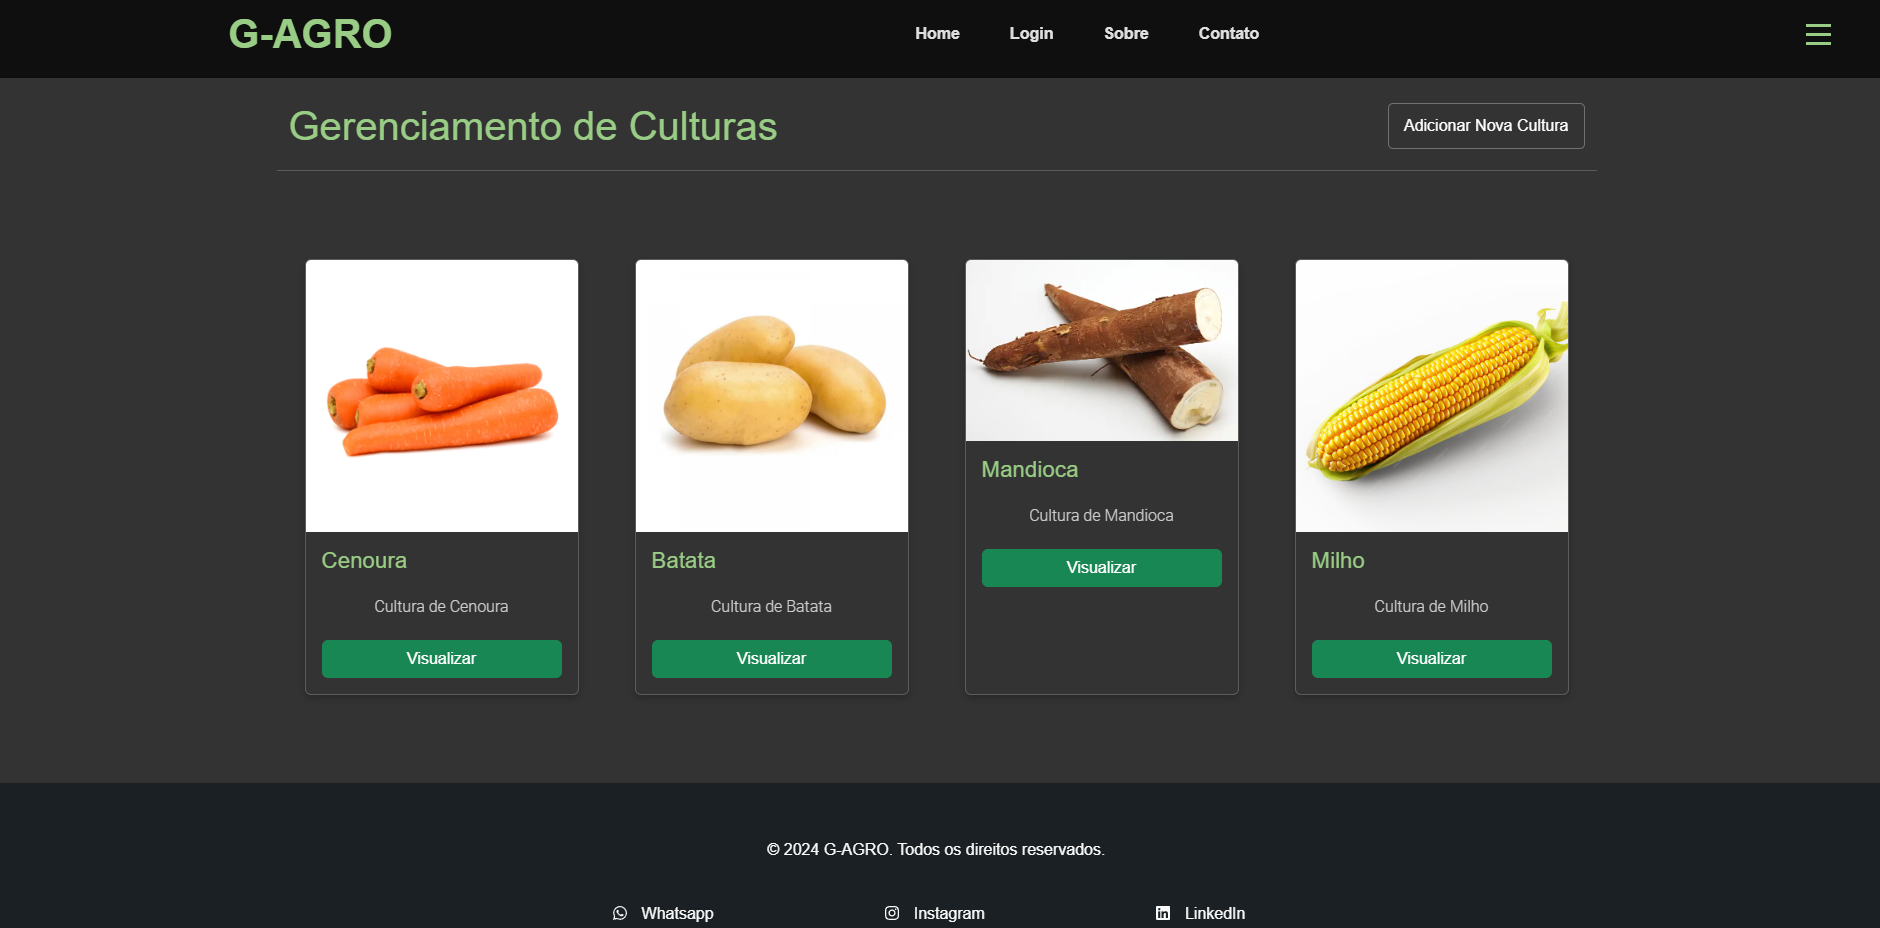 G-AGRO
Home Login Sobre Contato
Gerenciamento de Culturas
Adicionar Nova Cultura
Cenoura
Cultura de Cenoura
Visualizar
Batata
Cultura de Batata
Visualizar
Mandioca
Cultura de Mandioca
Visualizar
Milho
Cultura de Milho
Visualizar
© 2024 G-AGRO. Todos os direitos reservados.
Whatsapp Instagram LinkedIn